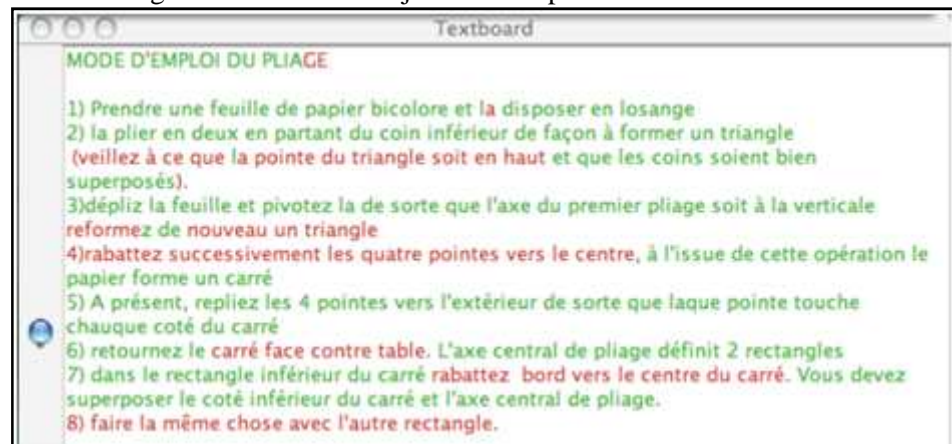 Textboard
MODE D'EMPLOI DU PLIAGE
1) Prendre une feuille de papier bicolore et la disposer en losange
2) la plier en deux en partant du coin inférieur de façon à former un triangle
(veillez à ce que la pointe du triangle soit en haut et que les coins soient bien
superposés).
3)dépliz la feuille et pivotez la de sorte que l'axe du premier pliage soit à la verticale
reformez de nouveau un triangle
4)rabattez successivement les quatre pointes vers le centre, à l'issue de cette opération le
papier forme un carré
5) A présent, repliez les 4 pointes vers l'extérieur de sorte que laque pointe touche
chauque coté du carré
6) retournez le carré face contre table. L'axe central de pliage définit 2 rectangles
7) dans le rectangle inférieur du carré rabattez  bord vers le centre du carré. Vous devez
superposer le coté inférieur du carré et l'axe central de pliage.
8) faire la même chose avec l'autre rectangle.